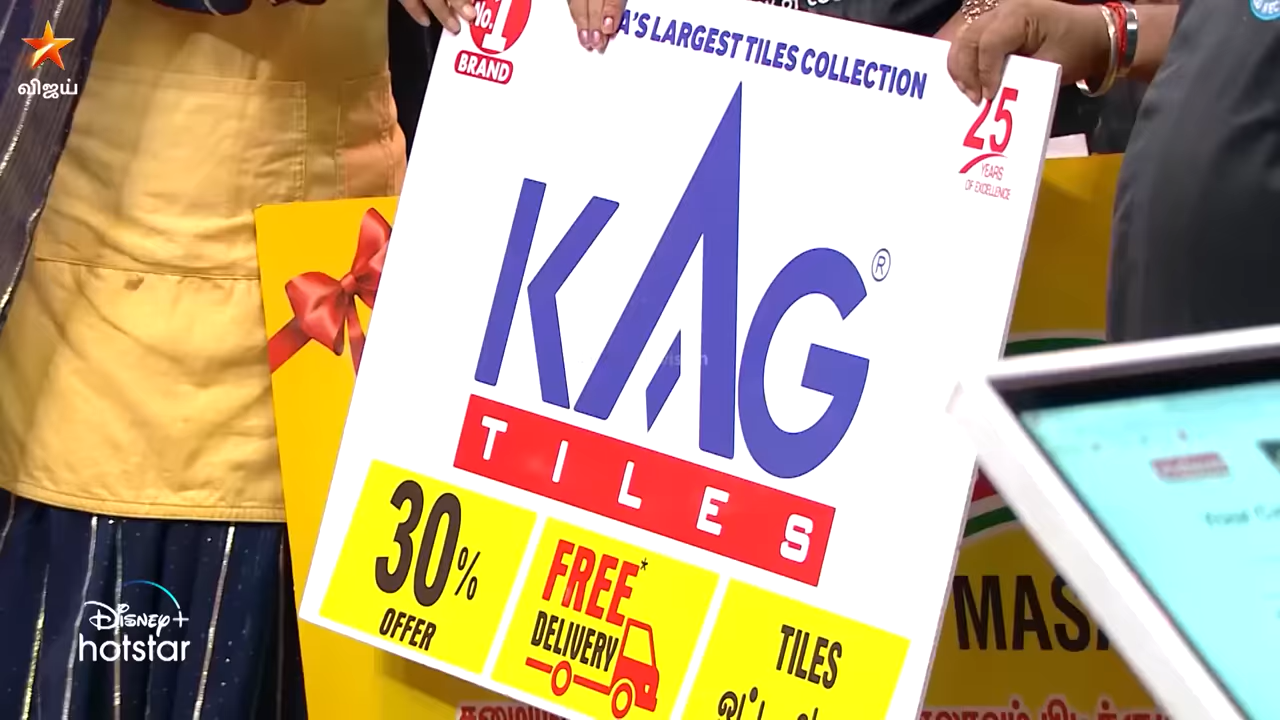 விஜய்
No.1
BRAND
A'S LARGEST TILES COLLECTION
25
YEARS
OF EXCELLENCE
KAG®
TILES
30%
OFFER
FREE*
DELIVERY
TILES
Disney+
hotstar
MASA